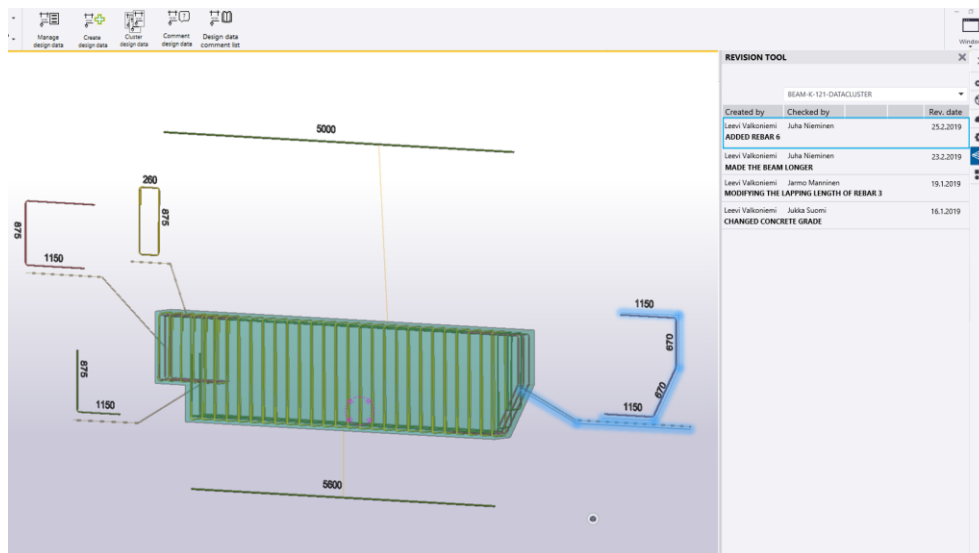 Manage
design data
Create
design data
Cluster
design data
Comment
design data
Design data
comment list
Window
REVISION TOOL
BEAM-K-121-DATACLUSTER
Created by Checked by Rev. date
Leevi Valkoniemi Juha Nieminen 25.2.2019
ADDED REBAR 6
Leevi Valkoniemi Juha Nieminen 23.2.2019
MADE THE BEAM LONGER
Leevi Valkoniemi Jarmo Manninen 19.1.2019
MODIFYING THE LAPPING LENGTH OF REBAR 3
Leevi Valkoniemi Jukka Suomi 16.1.2019
CHANGED CONCRETE GRADE
5000
260
875
875
1150
1150
670
670
1150
875
1150
5600